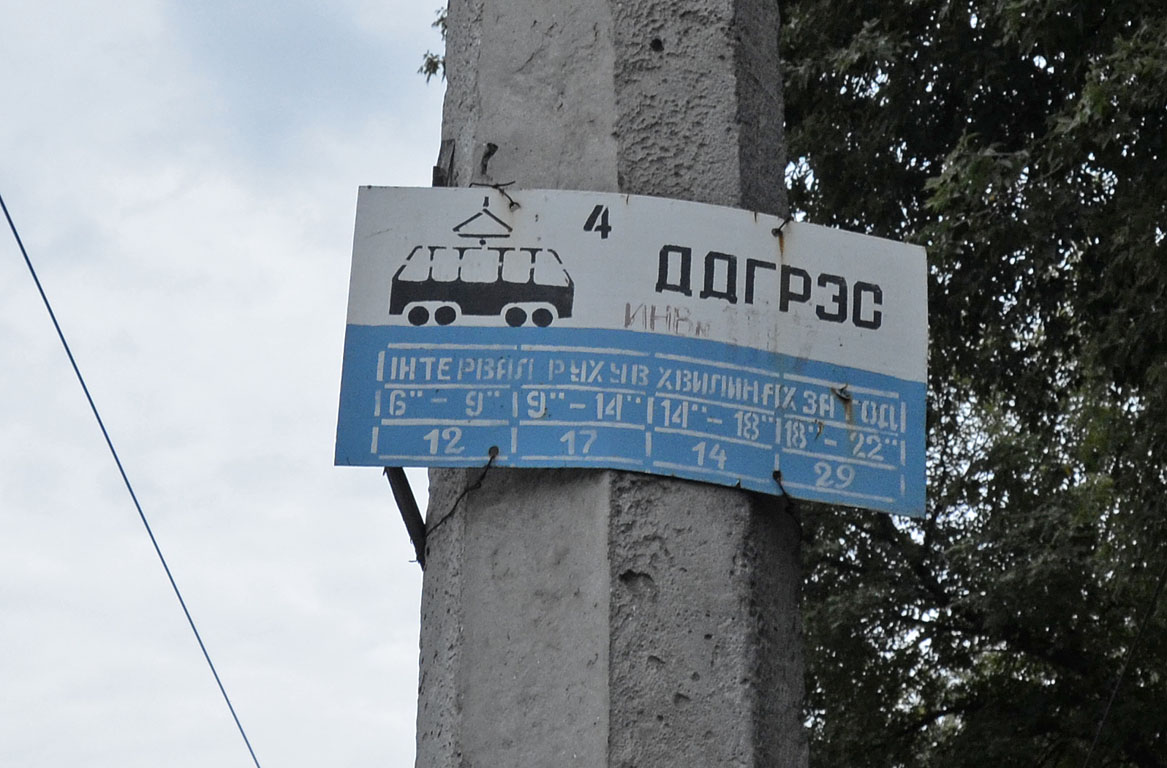 4
ДДГРЭС
ИНВ№
ІНТЕРВАЛ РУХУ В ХВИЛИНАХ ЗА ГОД
6" - 9" 9" - 14" 14" - 18" 18" - 22"
12 17 14 29